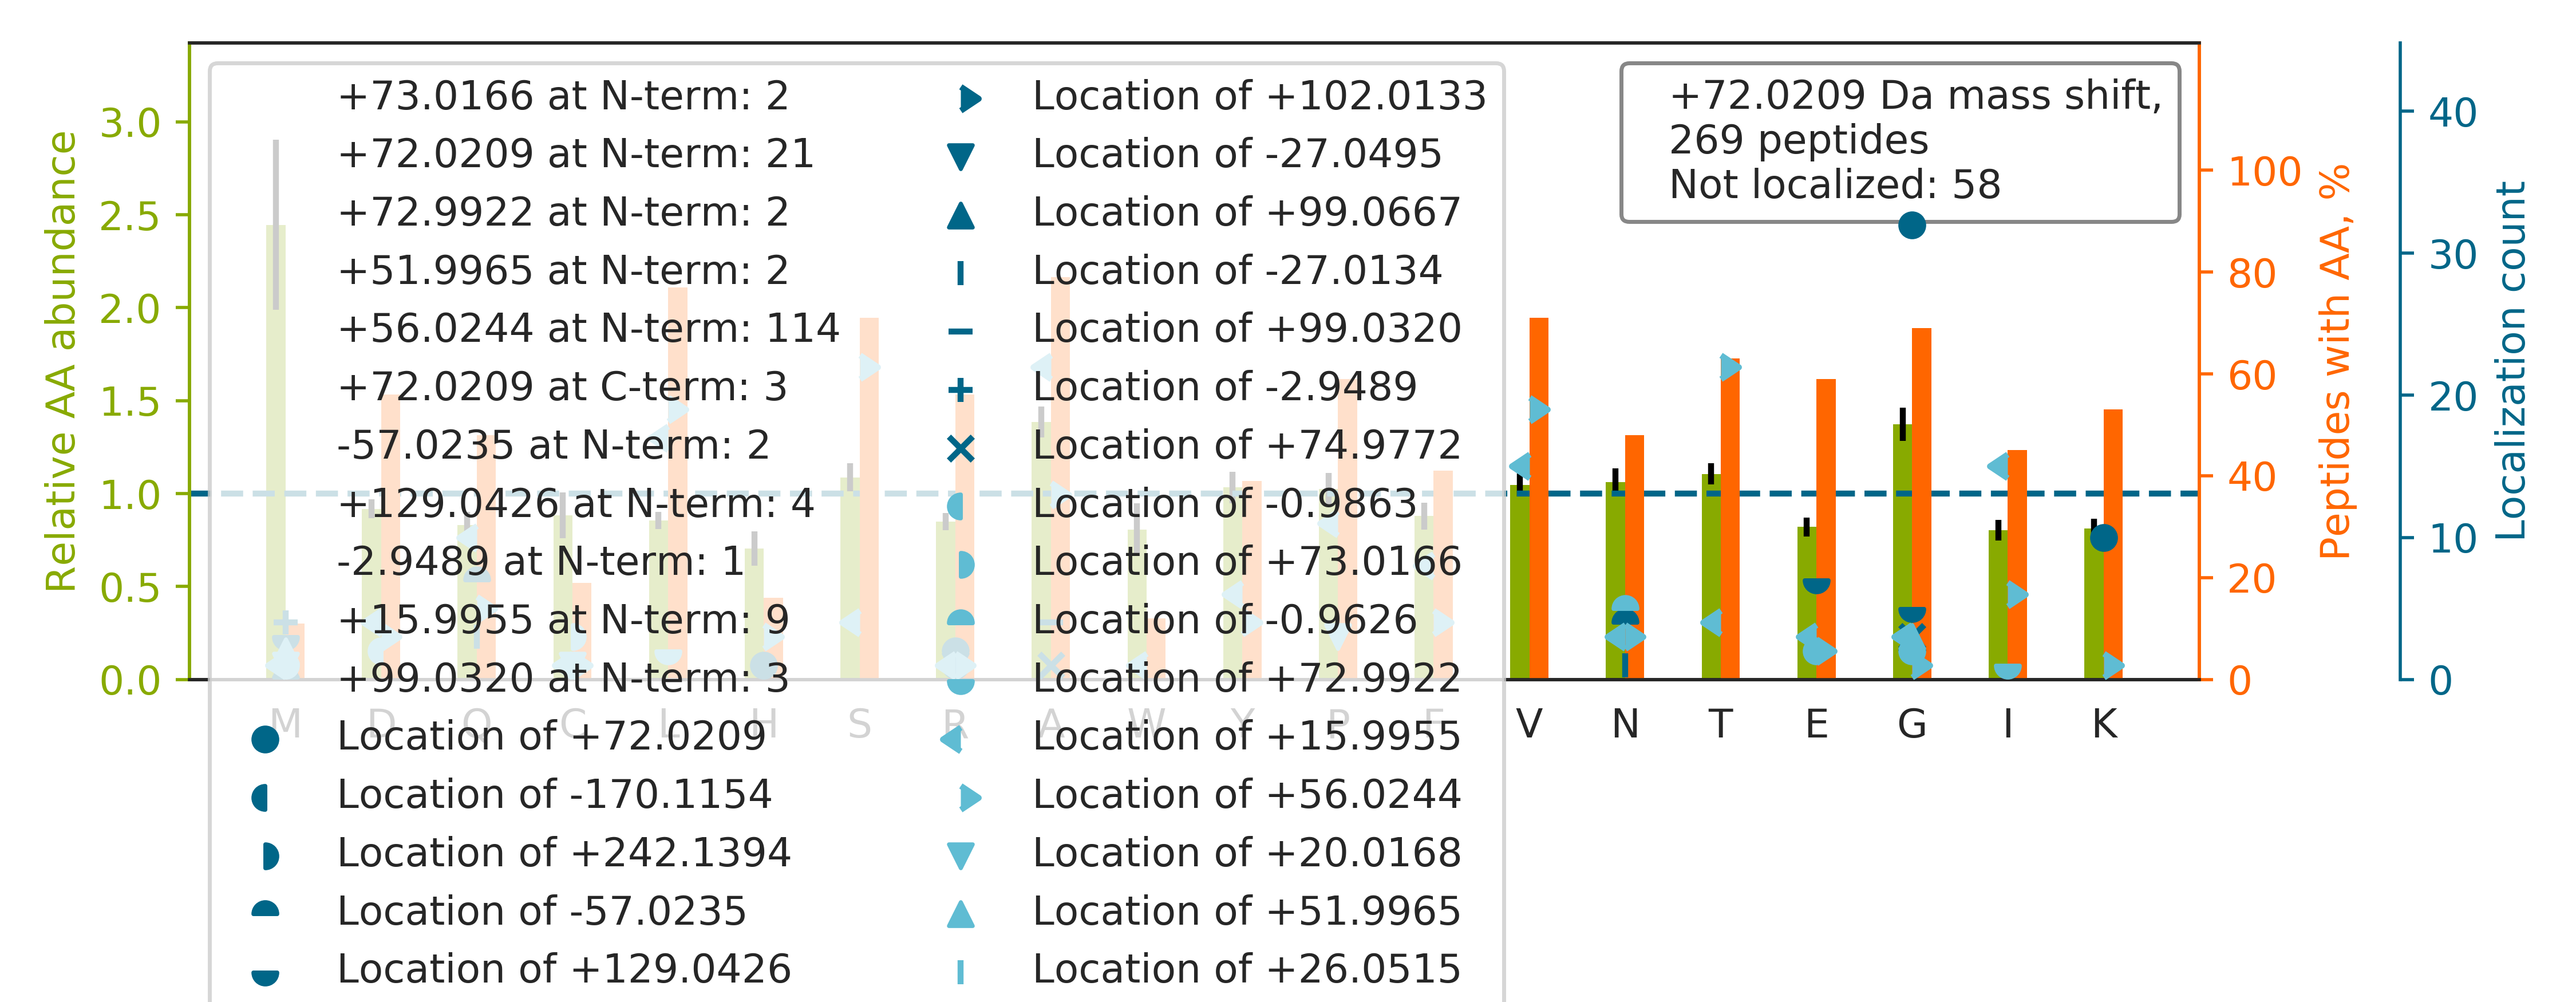 +73.0166 at N-term: 2
+72.0209 at N-term: 21
+72.9922 at N-term: 2
+51.9965 at N-term: 2
+56.0244 at N-term: 114
+72.0209 at C-term: 3
-57.0235 at N-term: 2
+129.0426 at N-term: 4
-2.9489 at N-term: 1
+15.9955 at N-term: 9
+99.0320 at N-term: 3
Location of +72.0209
Location of -170.1154
Location of +242.1394
Location of -57.0235
Location of +129.0426
Location of +102.0133
Location of -27.0495
Location of +99.0667
Location of -27.0134
Location of +99.0320
Location of -2.9489
Location of +74.9772
Location of -0.9863
Location of +73.0166
Location of -0.9626
Location of +72.9922
Location of +15.9955
Location of +56.0244
Location of +20.0168
Location of +51.9965
Location of +26.0515
+72.0209 Da mass shift,
269 peptides
Not localized: 58
Relative AA abundance
3.0
2.5
2.0
1.5
1.0
0.5
0.0
M D Q C L H S R A W Y P F V N T E G I K
100
80
60
40
20
0
Peptides with AA, %
40
30
20
10
0
Localization count